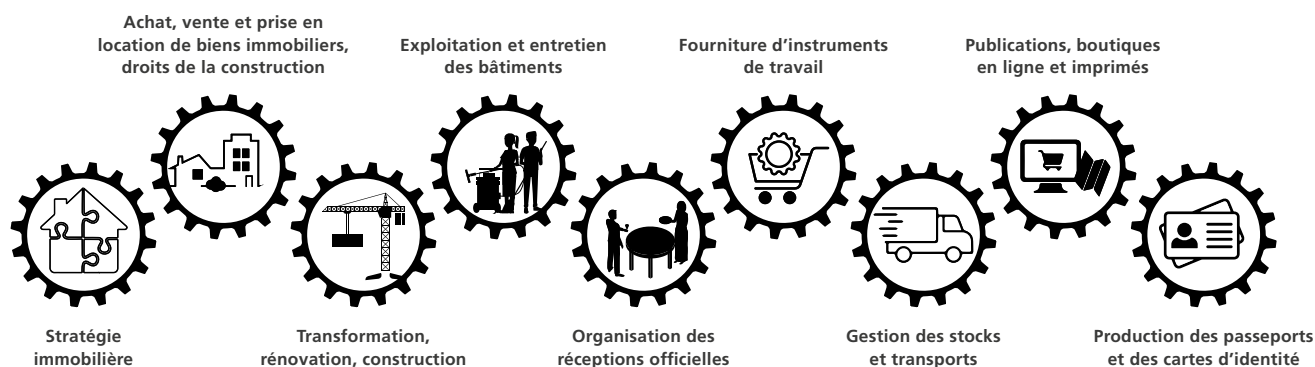 Achat, vente et prise en
location de biens immobiliers,
droits de la construction
Exploitation et entretien
des bâtiments
Fourniture d’instruments
de travail
Publications, boutiques
en ligne et imprimés
Stratégie
immobilière
Transformation,
rénovation, construction
Organisation des
réceptions officielles
Gestion des stocks
et transports
Production des passeports
et des cartes d’identité